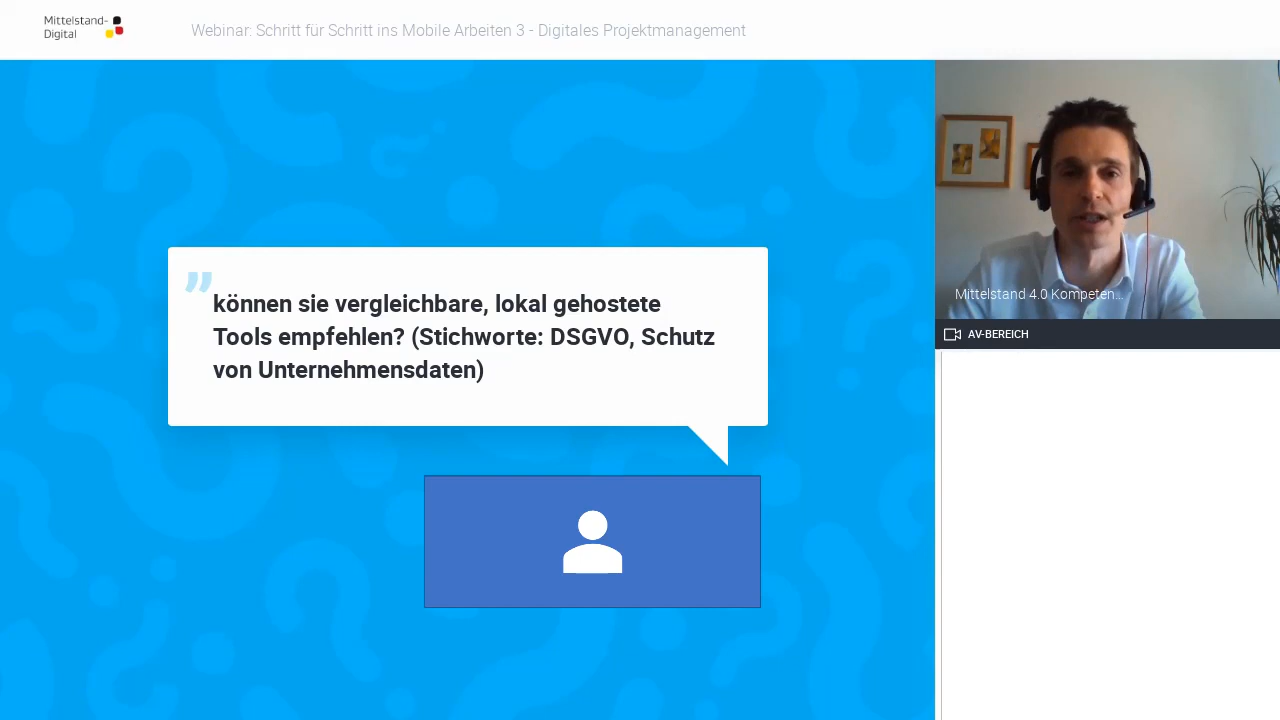 Mittelstand-
Digital
Webinar: Schritt für Schritt ins Mobile Arbeiten 3 - Digitales Projektmanagement
”
können sie vergleichbare, lokal gehostete
Tools empfehlen? (Stichworte: DSGVO, Schutz
von Unternehmensdaten)
Mittelstand 4.0 Kompeten...
AV-BEREICH